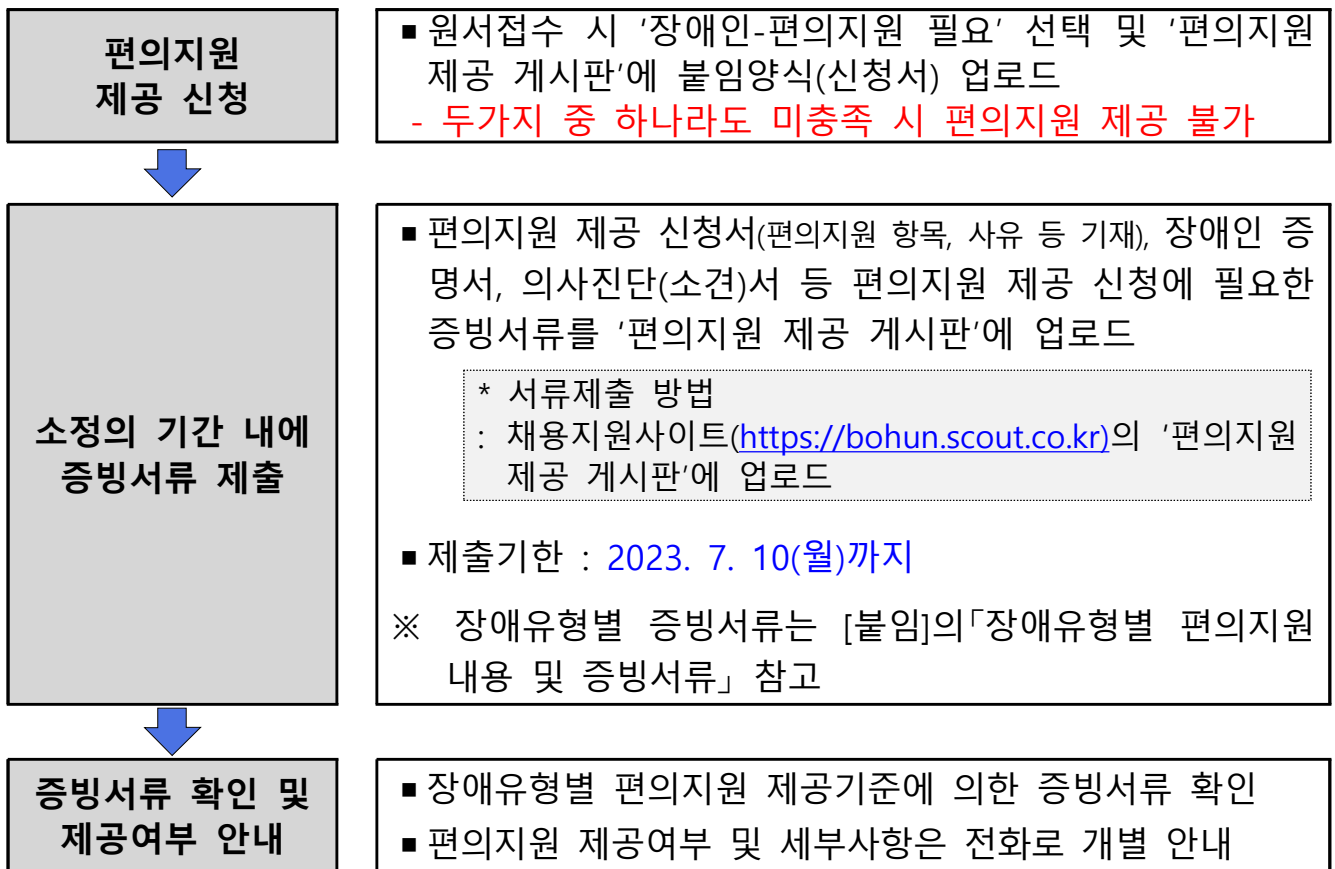 편의지원
제공 신청
▪ 원서접수 시 '장애인-편의지원 필요' 선택 및 '편의지원
제공 게시판'에 붙임양식(신청서) 업로드
- 두가지 중 하나라도 미충족 시 편의지원 제공 불가
소정의 기간 내에
증빙서류 제출
▪ 편의지원 제공 신청서(편의지원 항목, 사유 등 기재), 장애인 증
명서, 의사진단(소견)서 등 편의지원 제공 신청에 필요한
증빙서류를 '편의지원 제공 게시판'에 업로드
* 서류제출 방법
: 채용지원사이트(https://bohun.scout.co.kr)의 '편의지원
제공 게시판'에 업로드
▪ 제출기한 : 2023. 7. 10(월)까지
※ 장애유형별 증빙서류는 [붙임]의「장애유형별 편의지원
내용 및 증빙서류」 참고
증빙서류 확인 및
제공여부 안내
▪ 장애유형별 편의지원 제공기준에 의한 증빙서류 확인
▪ 편의지원 제공여부 및 세부사항은 전화로 개별 안내